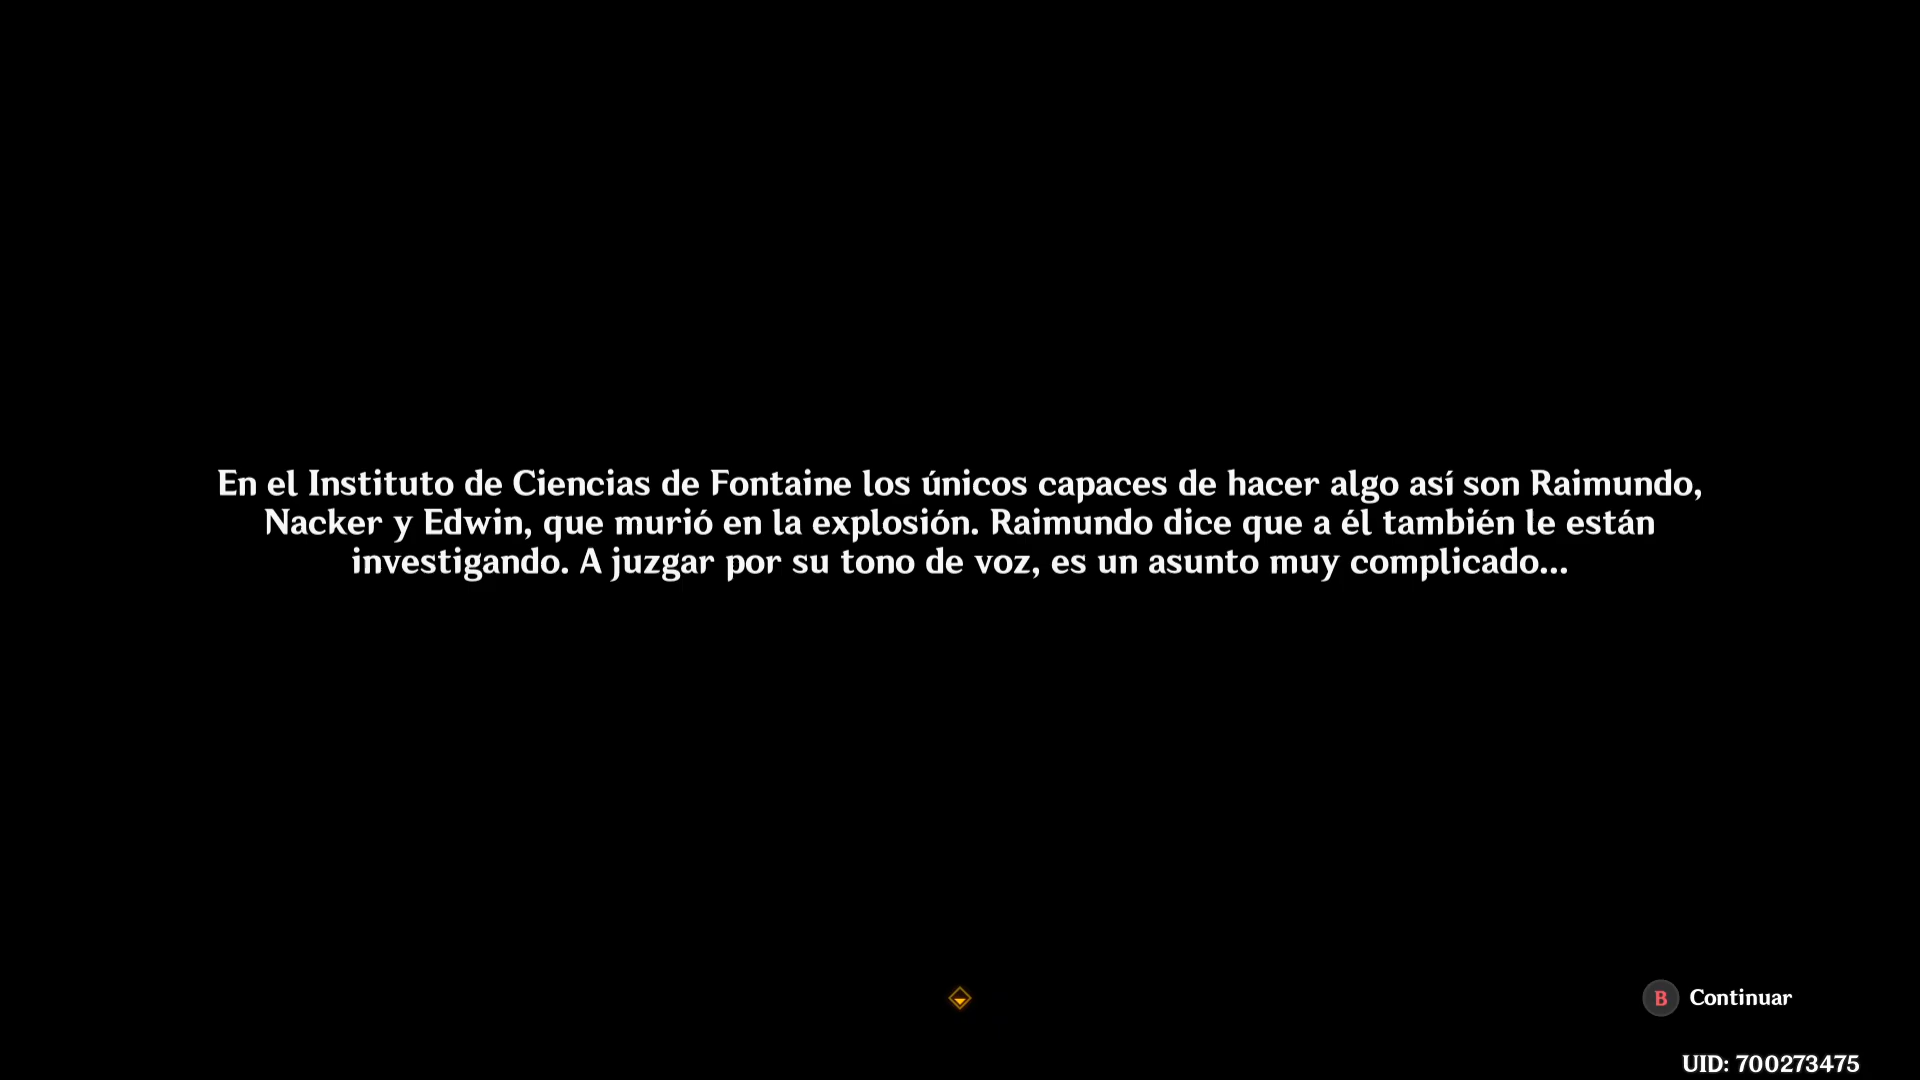 En el Instituto de Ciencias de Fontaine los únicos capaces de hacer algo así son Raimundo,
Nacker y Edwin, que murió en la explosión. Raimundo dice que a él también le están
investigando. A juzgar por su tono de voz, es un asunto muy complicado...
B Continuar
UID: 700273475